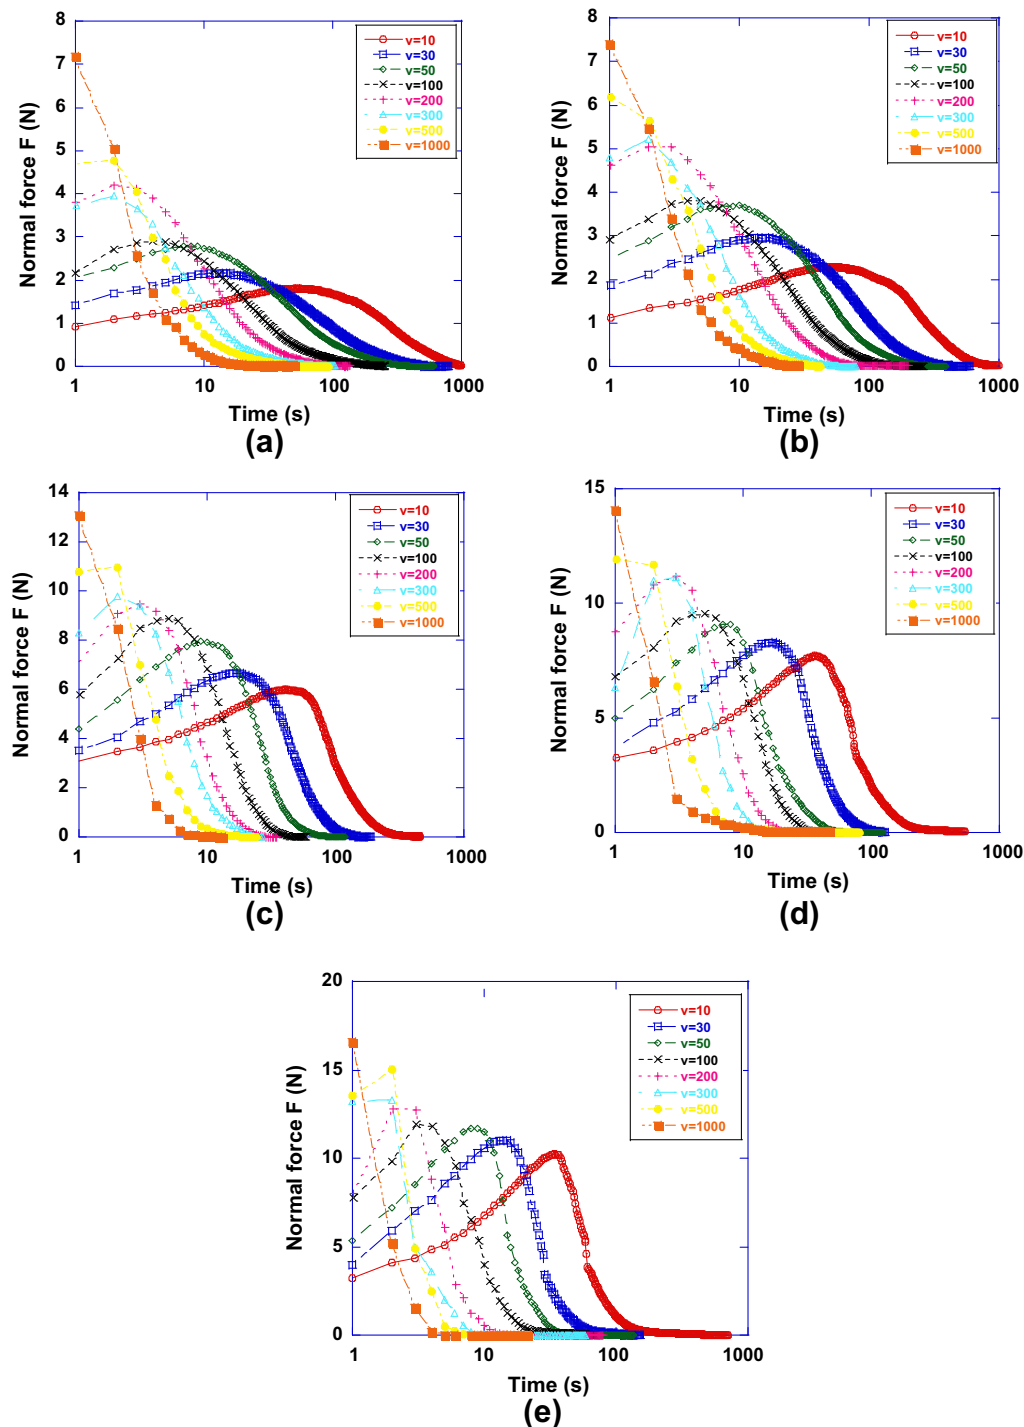 8
7
6
5
4
3
2
1
0
Normal force F (N)
v=10
v=30
v=50
v=100
v=200
v=300
v=500
v=1000
1
10
100
1000
Time (s)
(a)
8
7
6
5
4
3
2
1
0
Normal force F (N)
v=10
v=30
v=50
v=100
v=200
v=300
v=500
v=1000
1
10
100
1000
Time (s)
(b)
14
12
10
8
6
4
2
0
Normal force F (N)
v=10
v=30
v=50
v=100
v=200
v=300
v=500
v=1000
1
10
100
1000
Time (s)
(c)
15
10
5
0
Normal force F (N)
v=10
v=30
v=50
v=100
v=200
v=300
v=500
v=1000
1
10
100
1000
Time (s)
(d)
20
15
10
5
0
Normal force F (N)
v=10
v=30
v=50
v=100
v=200
v=300
v=500
v=1000
1
10
100
1000
Time (s)
(e)